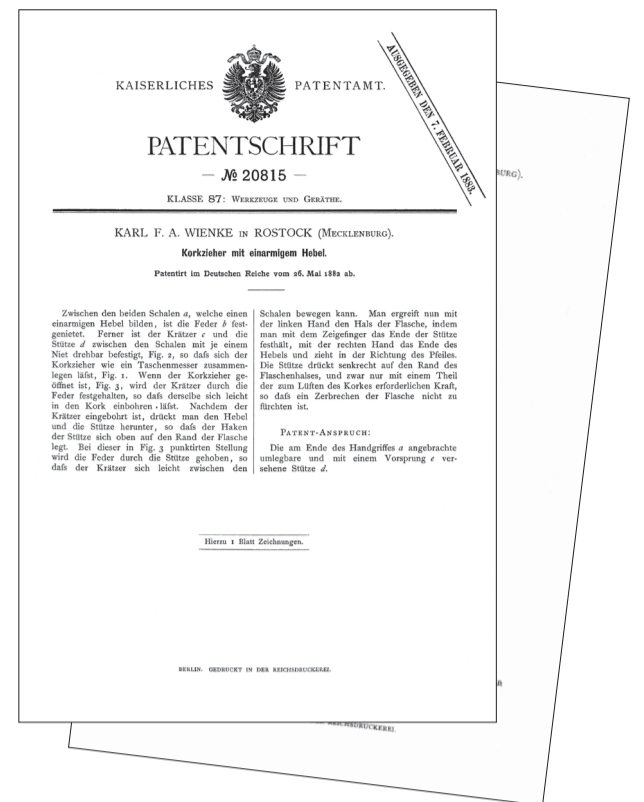 KAISERLICHES PATENTAMT.
AUSGEGEBEN DEN 7. FEBRUAR 1883.
PATENTSCHRIFT
— № 20815 —
KLASSE 87: WERKZEUGE UND GERÄTHE.
KARL F. A. WIENKE IN ROSTOCK (MECKLENBURG).
Korkzieher mit einarmigem Hebel.
Patentirt im Deutschen Reiche vom 26. Mai 1882 ab.
Zwischen den beiden Schalen a, welche einen
einarmigen Hebel bilden, ist die Feder b fest-
genietet. Ferner ist der Krätzer c und die
Stütze d zwischen den Schalen mit je einem
Niet drehbar befestigt, Fig. 2, so daſs sich der
Korkzieher wie ein Taschenmesser zusammen-
legen läſst, Fig. 1. Wenn der Korkzieher ge-
öffnet ist, Fig. 3, wird der Krätzer durch die
Feder festgehalten, so daſs derselbe sich leicht
in den Kork einbohren läſst. Nachdem der
Krätzer eingebohrt ist, drückt man den Hebel
und die Stütze herunter, so daſs der Haken
der Stütze sich oben auf den Rand der Flasche
legt. Bei dieser in Fig. 3 punktirten Stellung
wird die Feder durch die Stütze gehoben, so
daſs der Krätzer sich leicht zwischen den
Schalen bewegen kann. Man ergreift nun mit
der linken Hand den Hals der Flasche, indem
man mit dem Zeigefinger das Ende der Stütze
festhält, mit der rechten Hand das Ende des
Hebels und zieht in der Richtung des Pfeiles.
Die Stütze drückt senkrecht auf den Rand des
Flaschenhalses, und zwar nur mit einem Theil
der zum Lüften des Korkes erforderlichen Kraft,
so daſs ein Zerbrechen der Flasche nicht zu
fürchten ist.
PATENT-ANSPRUCH:
Die am Ende des Handgriffes a angebrachte
umlegbare und mit einem Vorsprung e ver-
sehene Stütze d.
Hierzu 1 Blatt Zeichnungen.
BERLIN. GEDRUCKT IN DER REICHSDRUCKEREI.
BURG).
REICHSDRUCKEREI.